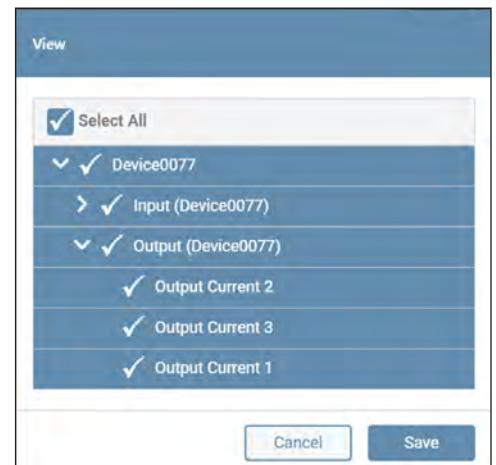 View
Select All
Device0077
Input (Device0077)
Output (Device0077)
Output Current 2
Output Current 3
Output Current 1
Cancel Save